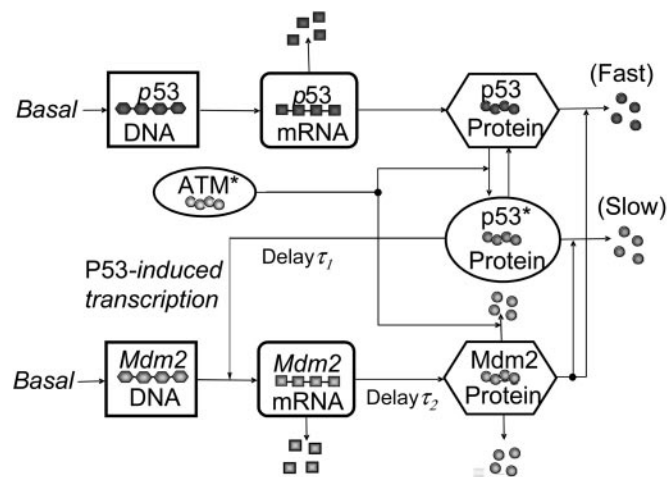 p53
DNA
Basal
p53
mRNA
p53
Protein
(Fast)
ATM*
p53*
Protein
(Slow)
Delay τ1
P53-induced
transcription
Mdm2
DNA
Basal
Mdm2
mRNA
Delay τ2
Mdm2
Protein